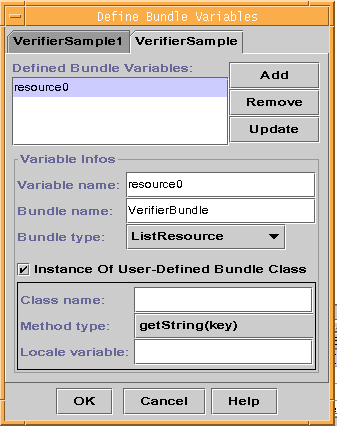 Define Bundle Variables
VerifierSample1 VerifierSample
Defined Bundle Variables:
resource0
Add
Remove
Update
Variable Infos
Variable name: resource0
Bundle name: VerifierBundle
Bundle type: ListResource
Instance Of User-Defined Bundle Class
Class name:
Method type: getString(key)
Locale variable:
OK Cancel Help